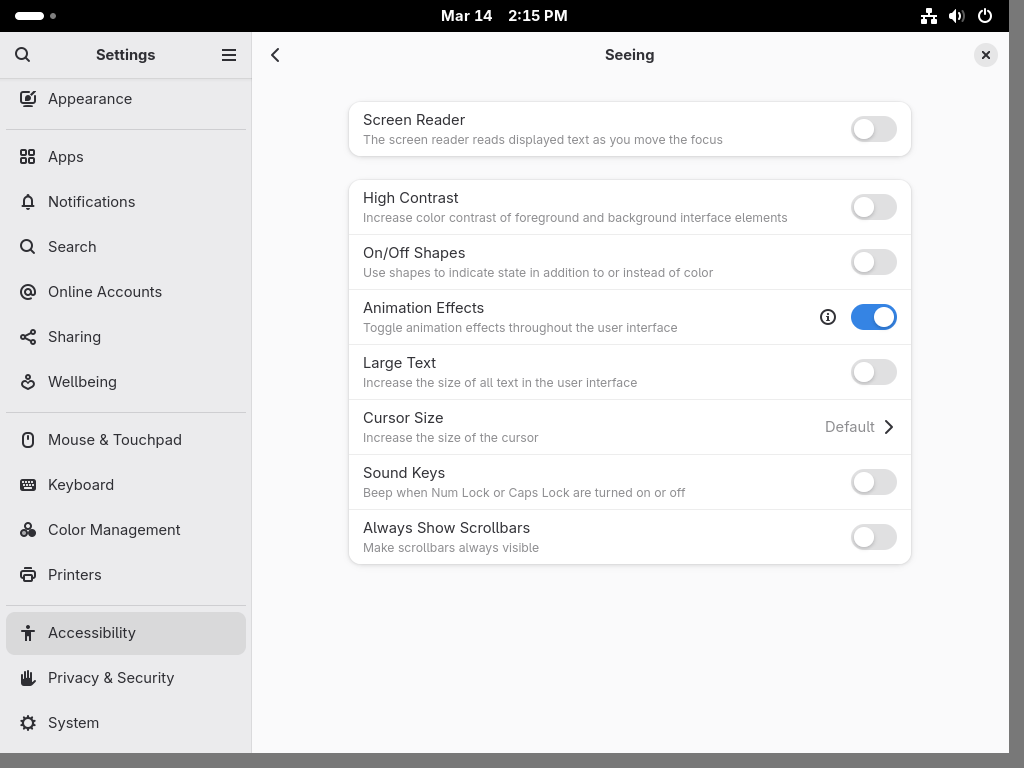 Mar 14 2:15 PM
Settings
Seeing
Appearance
Apps
Notifications
Search
Online Accounts
Sharing
Wellbeing
Mouse & Touchpad
Keyboard
Color Management
Printers
Accessibility
Privacy & Security
System
Screen Reader
The screen reader reads displayed text as you move the focus
High Contrast
Increase color contrast of foreground and background interface elements
On/Off Shapes
Use shapes to indicate state in addition to or instead of color
Animation Effects
Toggle animation effects throughout the user interface
Large Text
Increase the size of all text in the user interface
Cursor Size
Increase the size of the cursor
Default
Sound Keys
Beep when Num Lock or Caps Lock are turned on or off
Always Show Scrollbars
Make scrollbars always visible